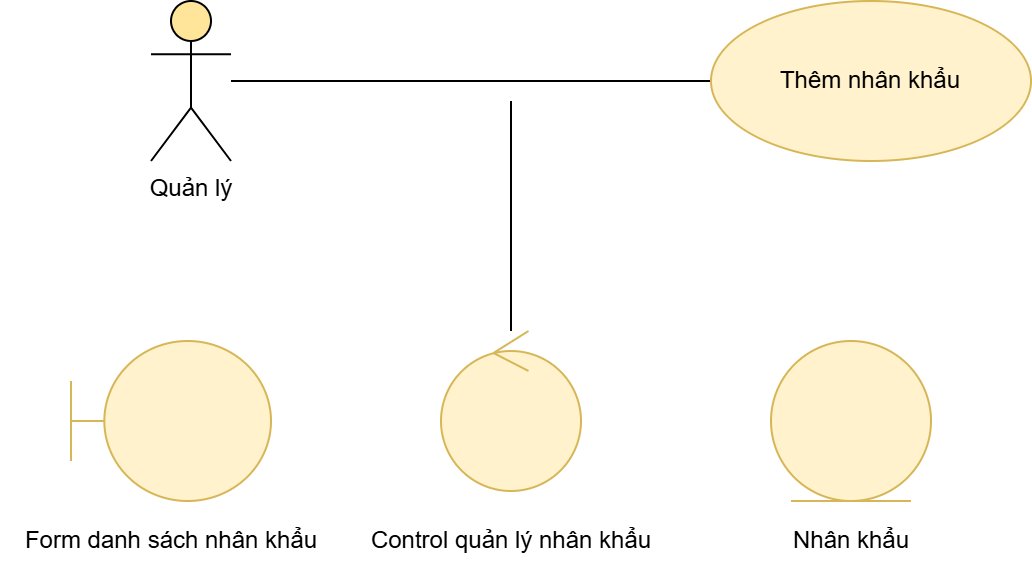 Thêm nhân khẩu
Quản lý
Form danh sách nhân khẩu
Control quản lý nhân khẩu
Nhân khẩu